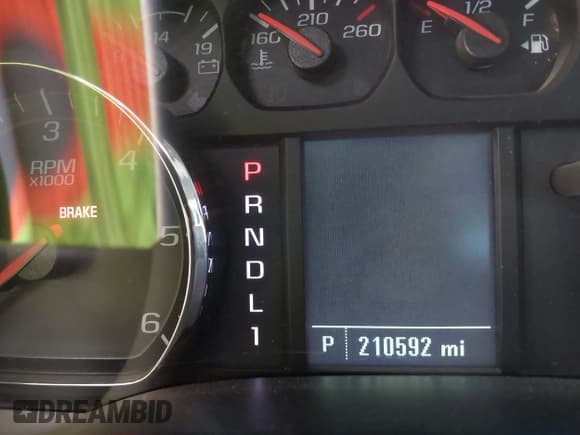 14
19
160
210
260
E
1/2
F
3
4
5
6
RPM
x1000
BRAKE
P
R
N
D
L
1
P 210592 mi
DREAMBID